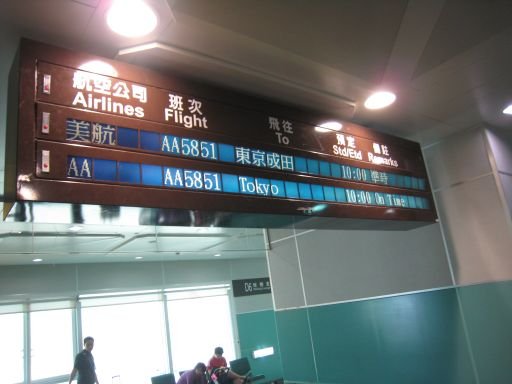 航空公司 班次 飛往 預定 備註
Airlines Flight To Std/Etd Remarks
美航 AA5851 東京成田 10:00 準時
AA AA5851 Tokyo 10:00 On Time
D6